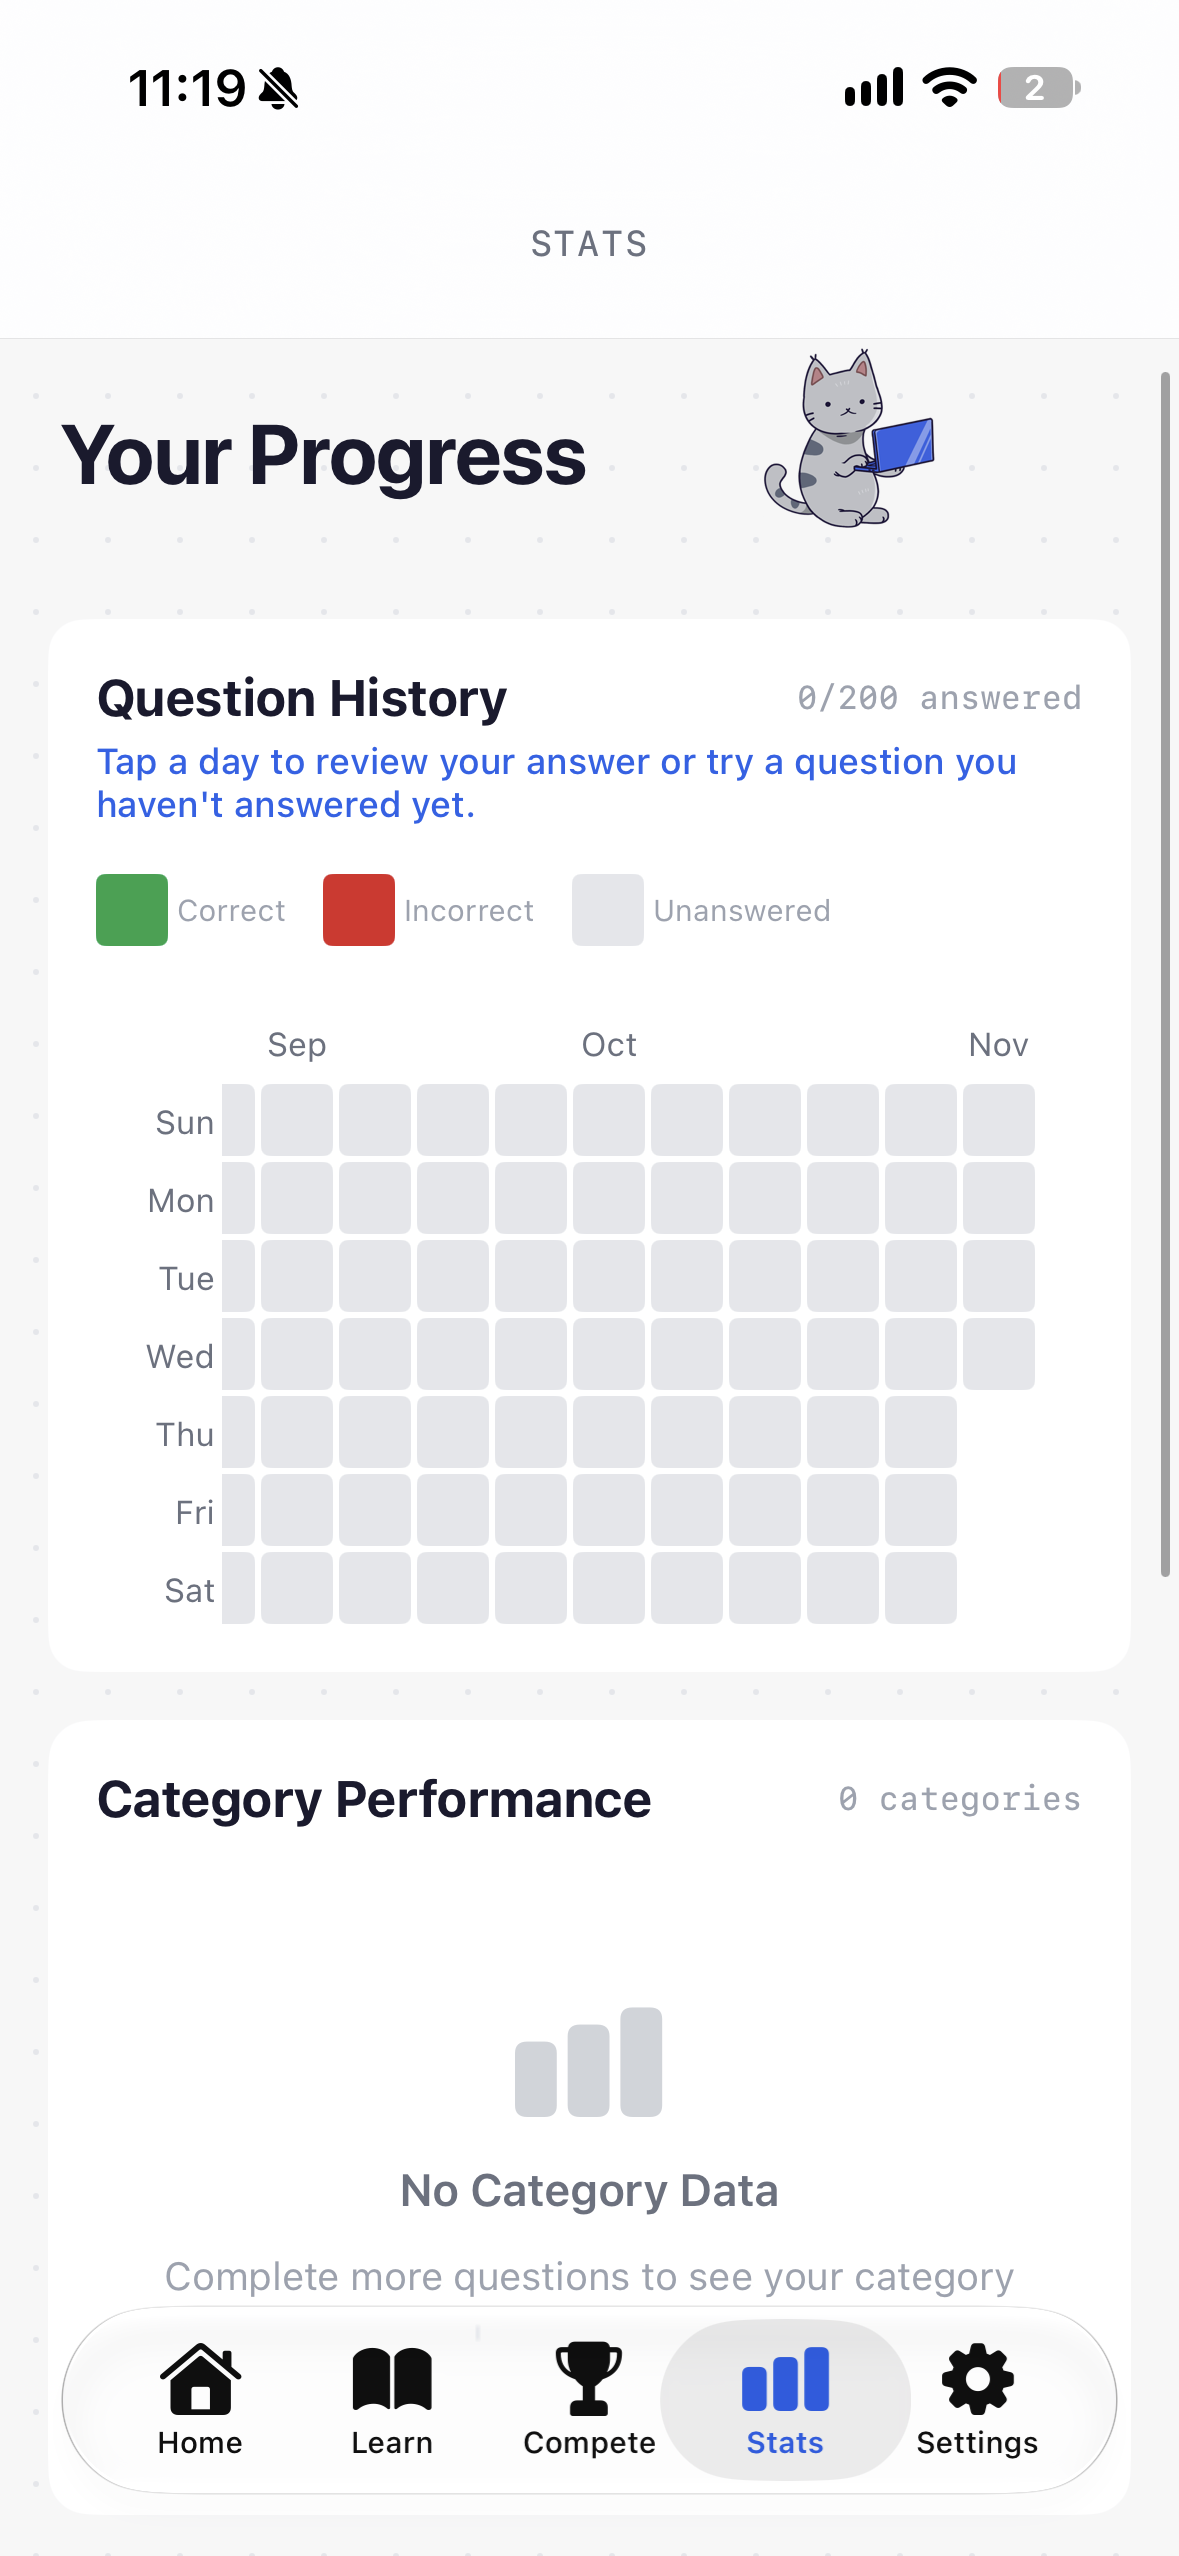 11:19
2
STATS
Your Progress
Question History
0/200 answered
Tap a day to review your answer or try a question you
haven't answered yet.
Correct
Incorrect
Unanswered
Sep
Oct
Nov
Sun
Mon
Tue
Wed
Thu
Fri
Sat
Category Performance
0 categories
No Category Data
Complete more questions to see your category
Home
Learn
Compete
Stats
Settings